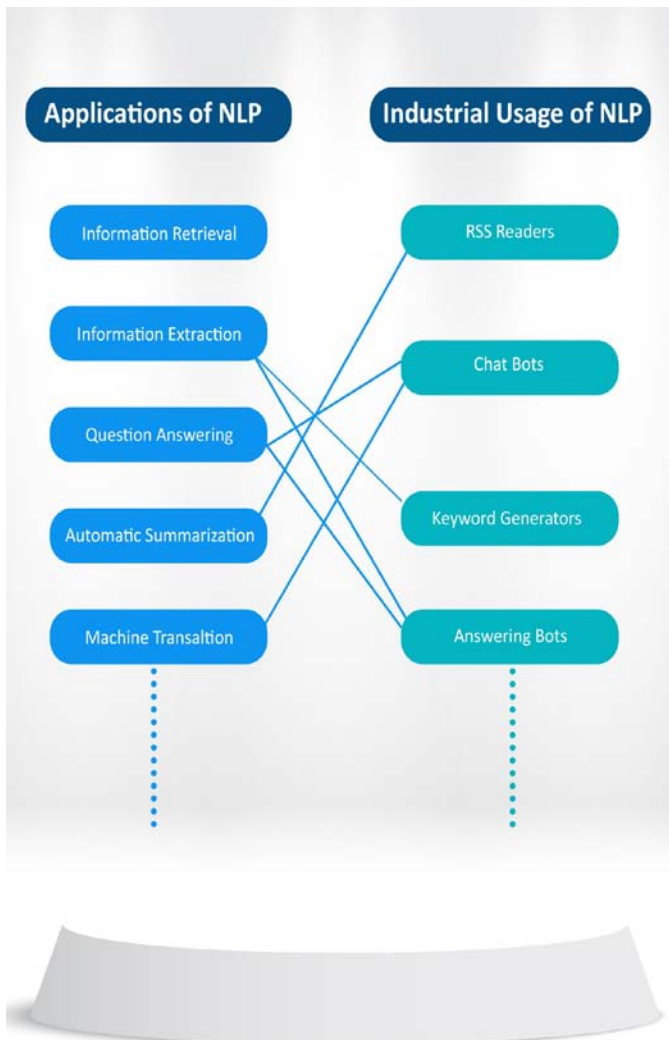 Applications of NLP
Industrial Usage of NLP
Information Retrieval
RSS Readers
Information Extraction
Chat Bots
Question Answering
Keyword Generators
Automatic Summarization
Machine Transaltion
Answering Bots